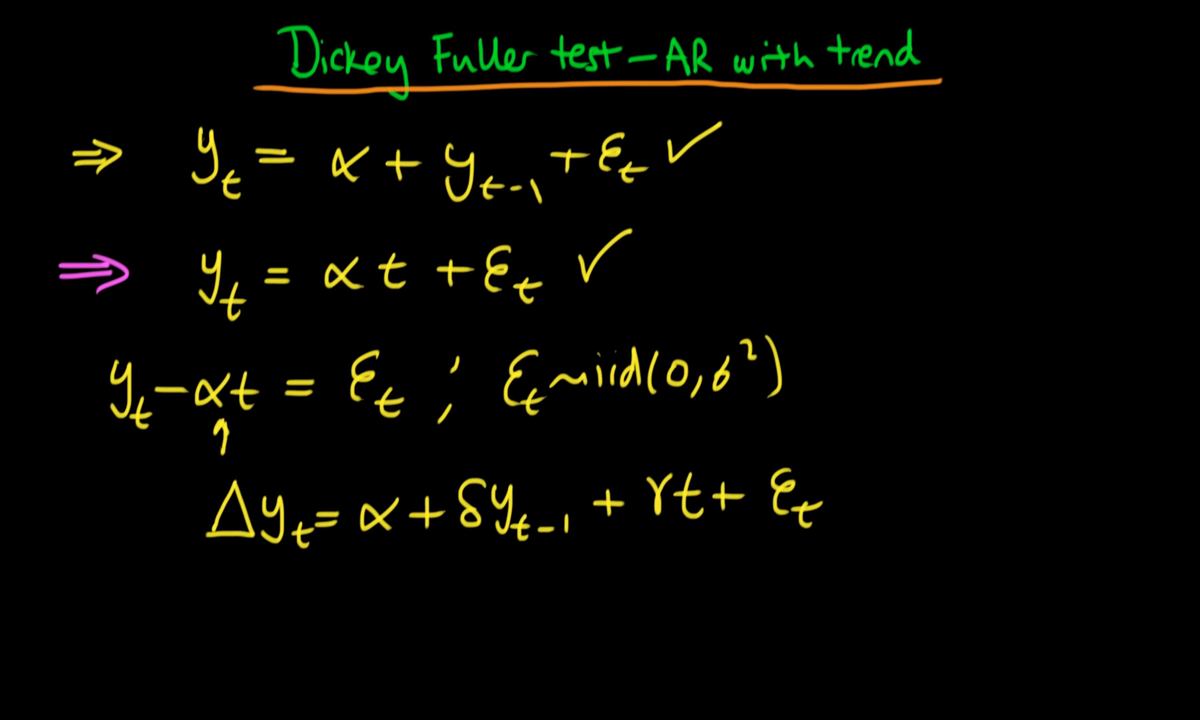 Dickey Fuller test – AR with trend
⇒ yₜ = α + yₜ₋₁ + εₜ ✓
⇒ yₜ = αt + εₜ ✓
yₜ – αt = εₜ ; εₜ ~ iid(0, σ²)
↑
Δyₜ = α + δyₜ₋₁ + γt + εₜ